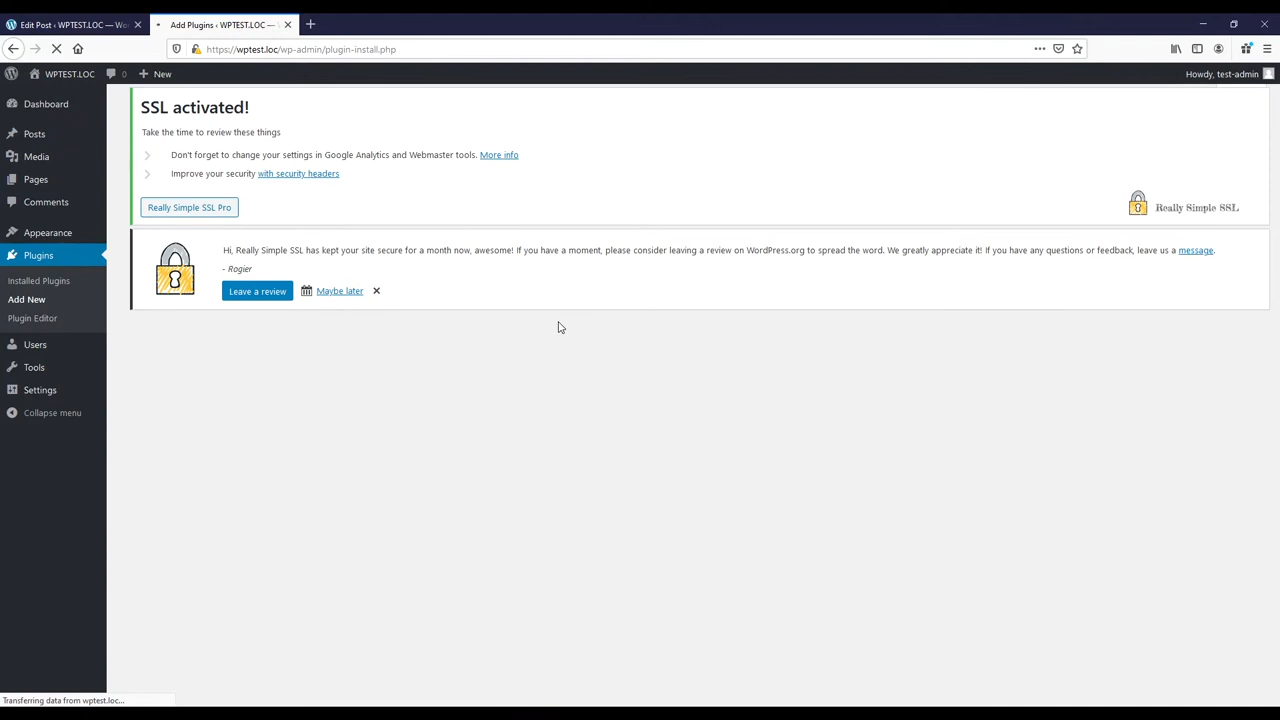 Edit Post ‹ WPTEST.LOC — Wo
Add Plugins ‹ WPTEST.LOC —
https://wptest.loc/wp-admin/plugin-install.php
WPTEST.LOC
0
New
Howdy, test-admin
Dashboard
Posts
Media
Pages
Comments
Appearance
Plugins
Installed Plugins
Add New
Plugin Editor
Users
Tools
Settings
Collapse menu
SSL activated!
Take the time to review these things
Don't forget to change your settings in Google Analytics and Webmaster tools. More info
Improve your security with security headers
Really Simple SSL Pro
Really Simple SSL
Hi, Really Simple SSL has kept your site secure for a month now, awesome! If you have a moment, please consider leaving a review on WordPress.org to spread the word. We greatly appreciate it! If you have any questions or feedback, leave us a message.
- Rogier
Leave a review
Maybe later
Transferring data from wptest.loc...